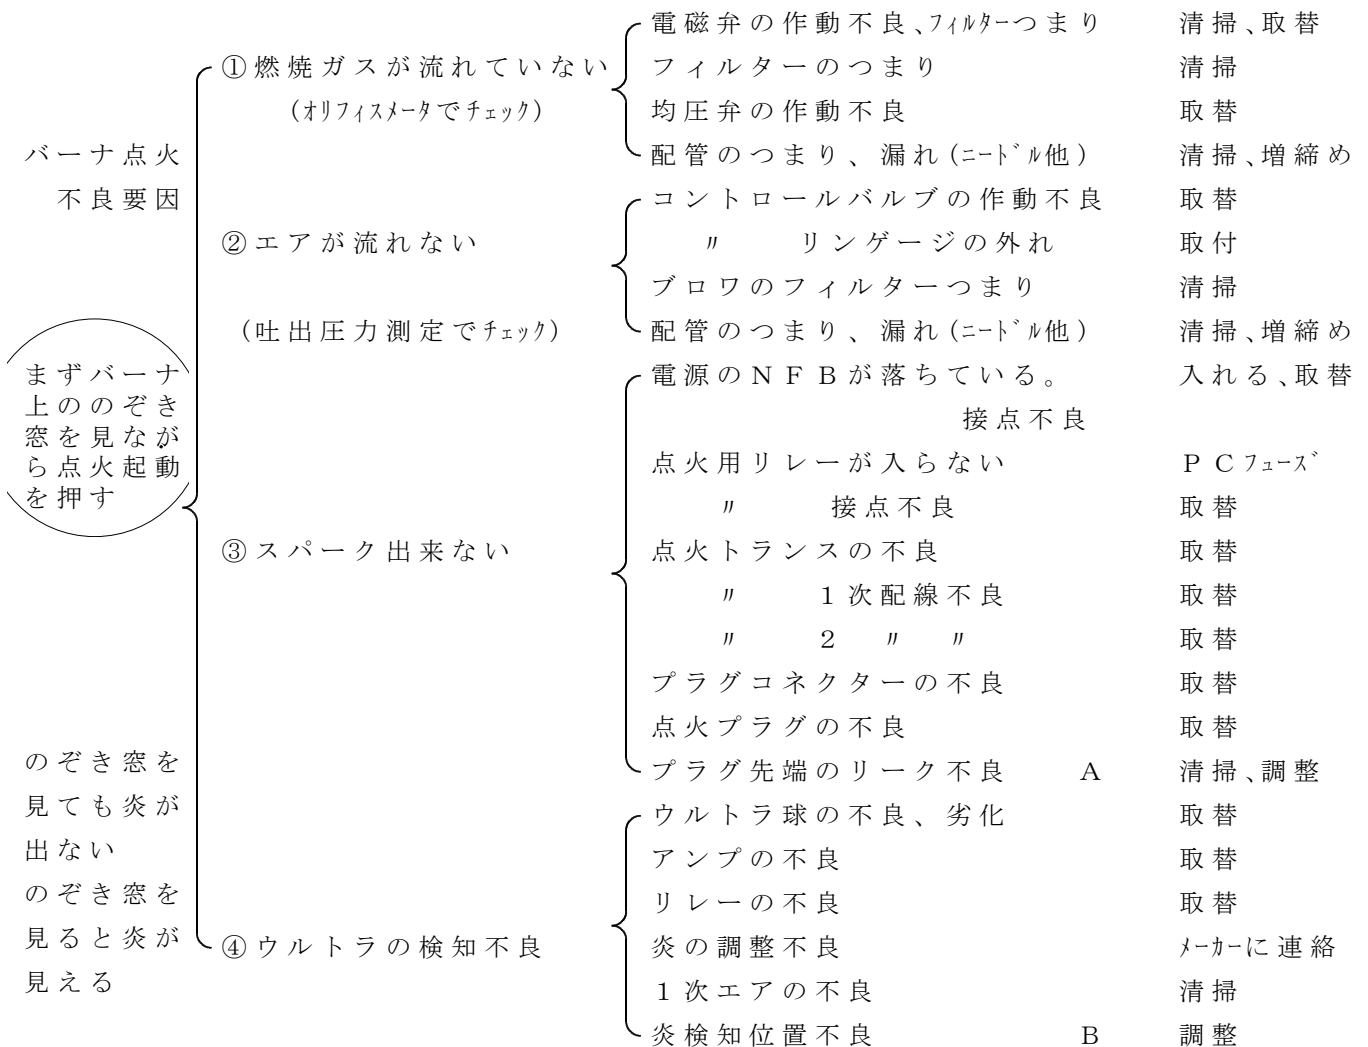 電磁弁の作動不良、フィルターつまり 清掃、取替
①燃焼ガスが流れていない フィルターのつまり 清掃
(オリフィスメータでチェック) 均圧弁の作動不良 取替
バーナ点火 配管のつまり、漏れ(ニードル他) 清掃、増締め
不良要因 コントロールバルブの作動不良 取替
②エアが流れない 〃 リンゲージの外れ 取付
ブロワのフィルターつまり 清掃
(吐出圧力測定でチェック) 配管のつまり、漏れ(ニードル他) 清掃、増締め
まずバーナ 電源のNFBが落ちている。 入れる、取替
上ののぞき
接点不良
窓を見なが
ら点火起動 点火用リレーが入らない PCフューズ
を押す 〃 接点不良 取替
③スパーク出来ない 点火トランスの不良 取替
〃 1次配線不良 取替
〃 2 〃 〃 取替
プラグコネクターの不良 取替
点火プラグの不良 取替
のぞき窓を プラグ先端のリーク不良 A 清掃、調整
見ても炎が ウルトラ球の不良、劣化 取替
出ない アンプの不良 取替
のぞき窓を リレーの不良 取替
見ると炎が ④ウルトラの検知不良 炎の調整不良 メーカーに連絡
見える 1次エアの不良 清掃
炎検知位置不良 B 調整